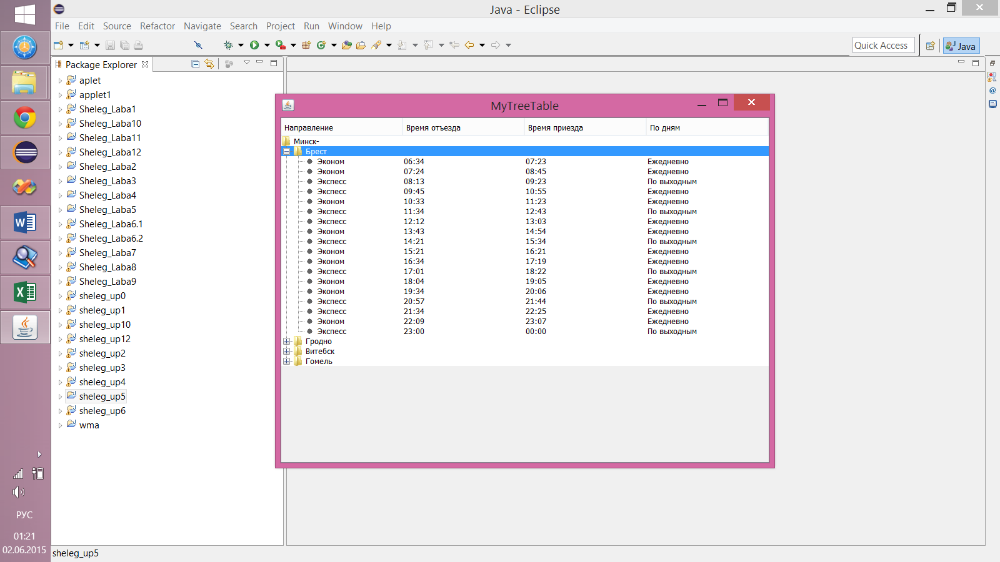 Java - Eclipse
File Edit Source Refactor Navigate Search Project Run Window Help
Quick Access
Java
Package Explorer
aplet
applet1
Sheleg_Laba1
Sheleg_Laba10
Sheleg_Laba11
Sheleg_Laba12
Sheleg_Laba2
Sheleg_Laba3
Sheleg_Laba4
Sheleg_Laba5
Sheleg_Laba6.1
Sheleg_Laba6.2
Sheleg_Laba7
Sheleg_Laba8
Sheleg_Laba9
sheleg_up0
sheleg_up1
sheleg_up10
sheleg_up12
sheleg_up2
sheleg_up3
sheleg_up4
sheleg_up5
sheleg_up6
wma
MyTreeTable
Направление Время отъезда Время приезда По дням
Минск-
Брест
Эконом 06:34 07:23 Ежедневно
Эконом 07:24 08:45 Ежедневно
Экспесс 08:13 09:23 По выходным
Экспесс 09:45 10:55 Ежедневно
Эконом 10:33 11:23 Ежедневно
Экспесс 11:34 12:43 По выходным
Экспесс 12:12 13:03 Ежедневно
Эконом 13:43 14:54 Ежедневно
Экспесс 14:21 15:34 По выходным
Эконом 15:21 16:21 Ежедневно
Эконом 16:34 17:19 Ежедневно
Экспесс 17:01 18:22 По выходным
Эконом 18:04 19:05 Ежедневно
Эконом 19:34 20:06 Ежедневно
Экспесс 20:57 21:44 По выходным
Экспесс 21:34 22:25 Ежедневно
Эконом 22:09 23:07 Ежедневно
Экспесс 23:00 00:00 По выходным
Гродно
Витебск
Гомель
РУС
01:21
02.06.2015
sheleg_up5